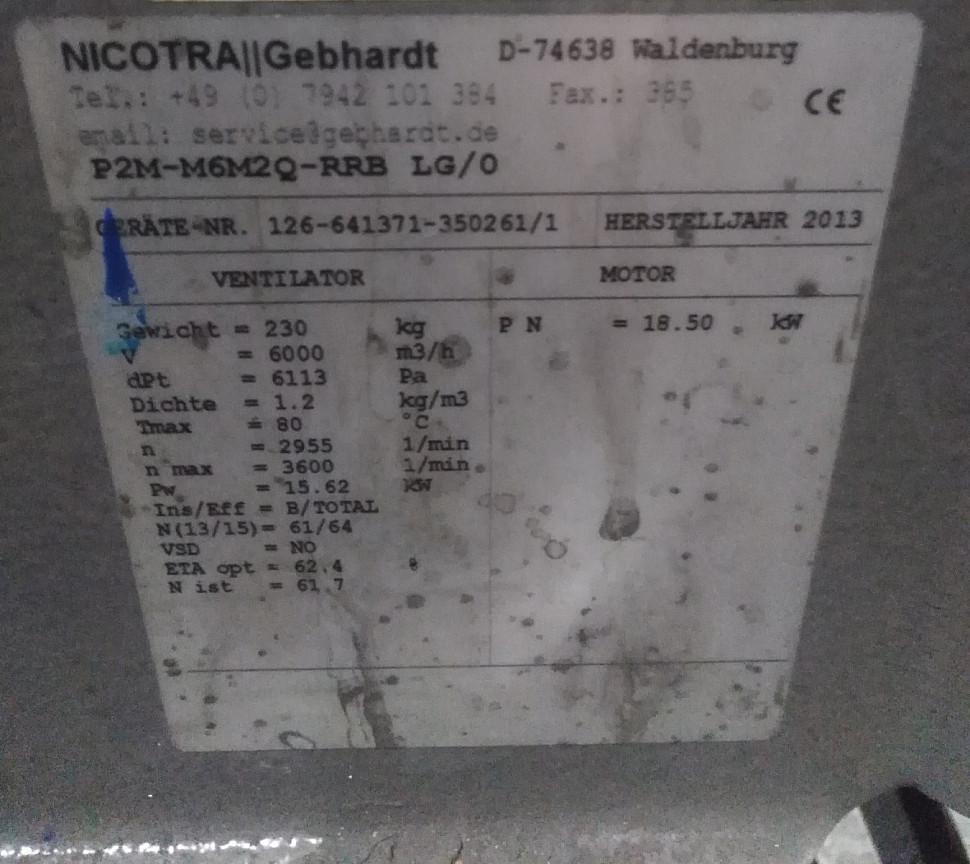 NICOTRA||Gebhardt D-74638 Waldenburg
Tel.: +49 (0) 7942 101 384 Fax.: 385
email: service@gebhardt.de
CE
P2M-M6M2Q-RRB LG/0
GERÄTE-NR. 126-641371-350261/1 HERSTELLJAHR 2013
VENTILATOR MOTOR
Gewicht = 230 kg P N = 18.50 kW
V = 6000 m3/h
dPt = 6113 Pa
Dichte = 1.2 kg/m3
Tmax = 80 °C
n = 2955 1/min
n max = 3600 1/min
Pw = 15.62 kW
Ins/Eff = B/TOTAL
N(13/15)= 61/64
VSD = NO
ETA opt = 62.4 %
N ist = 61.7